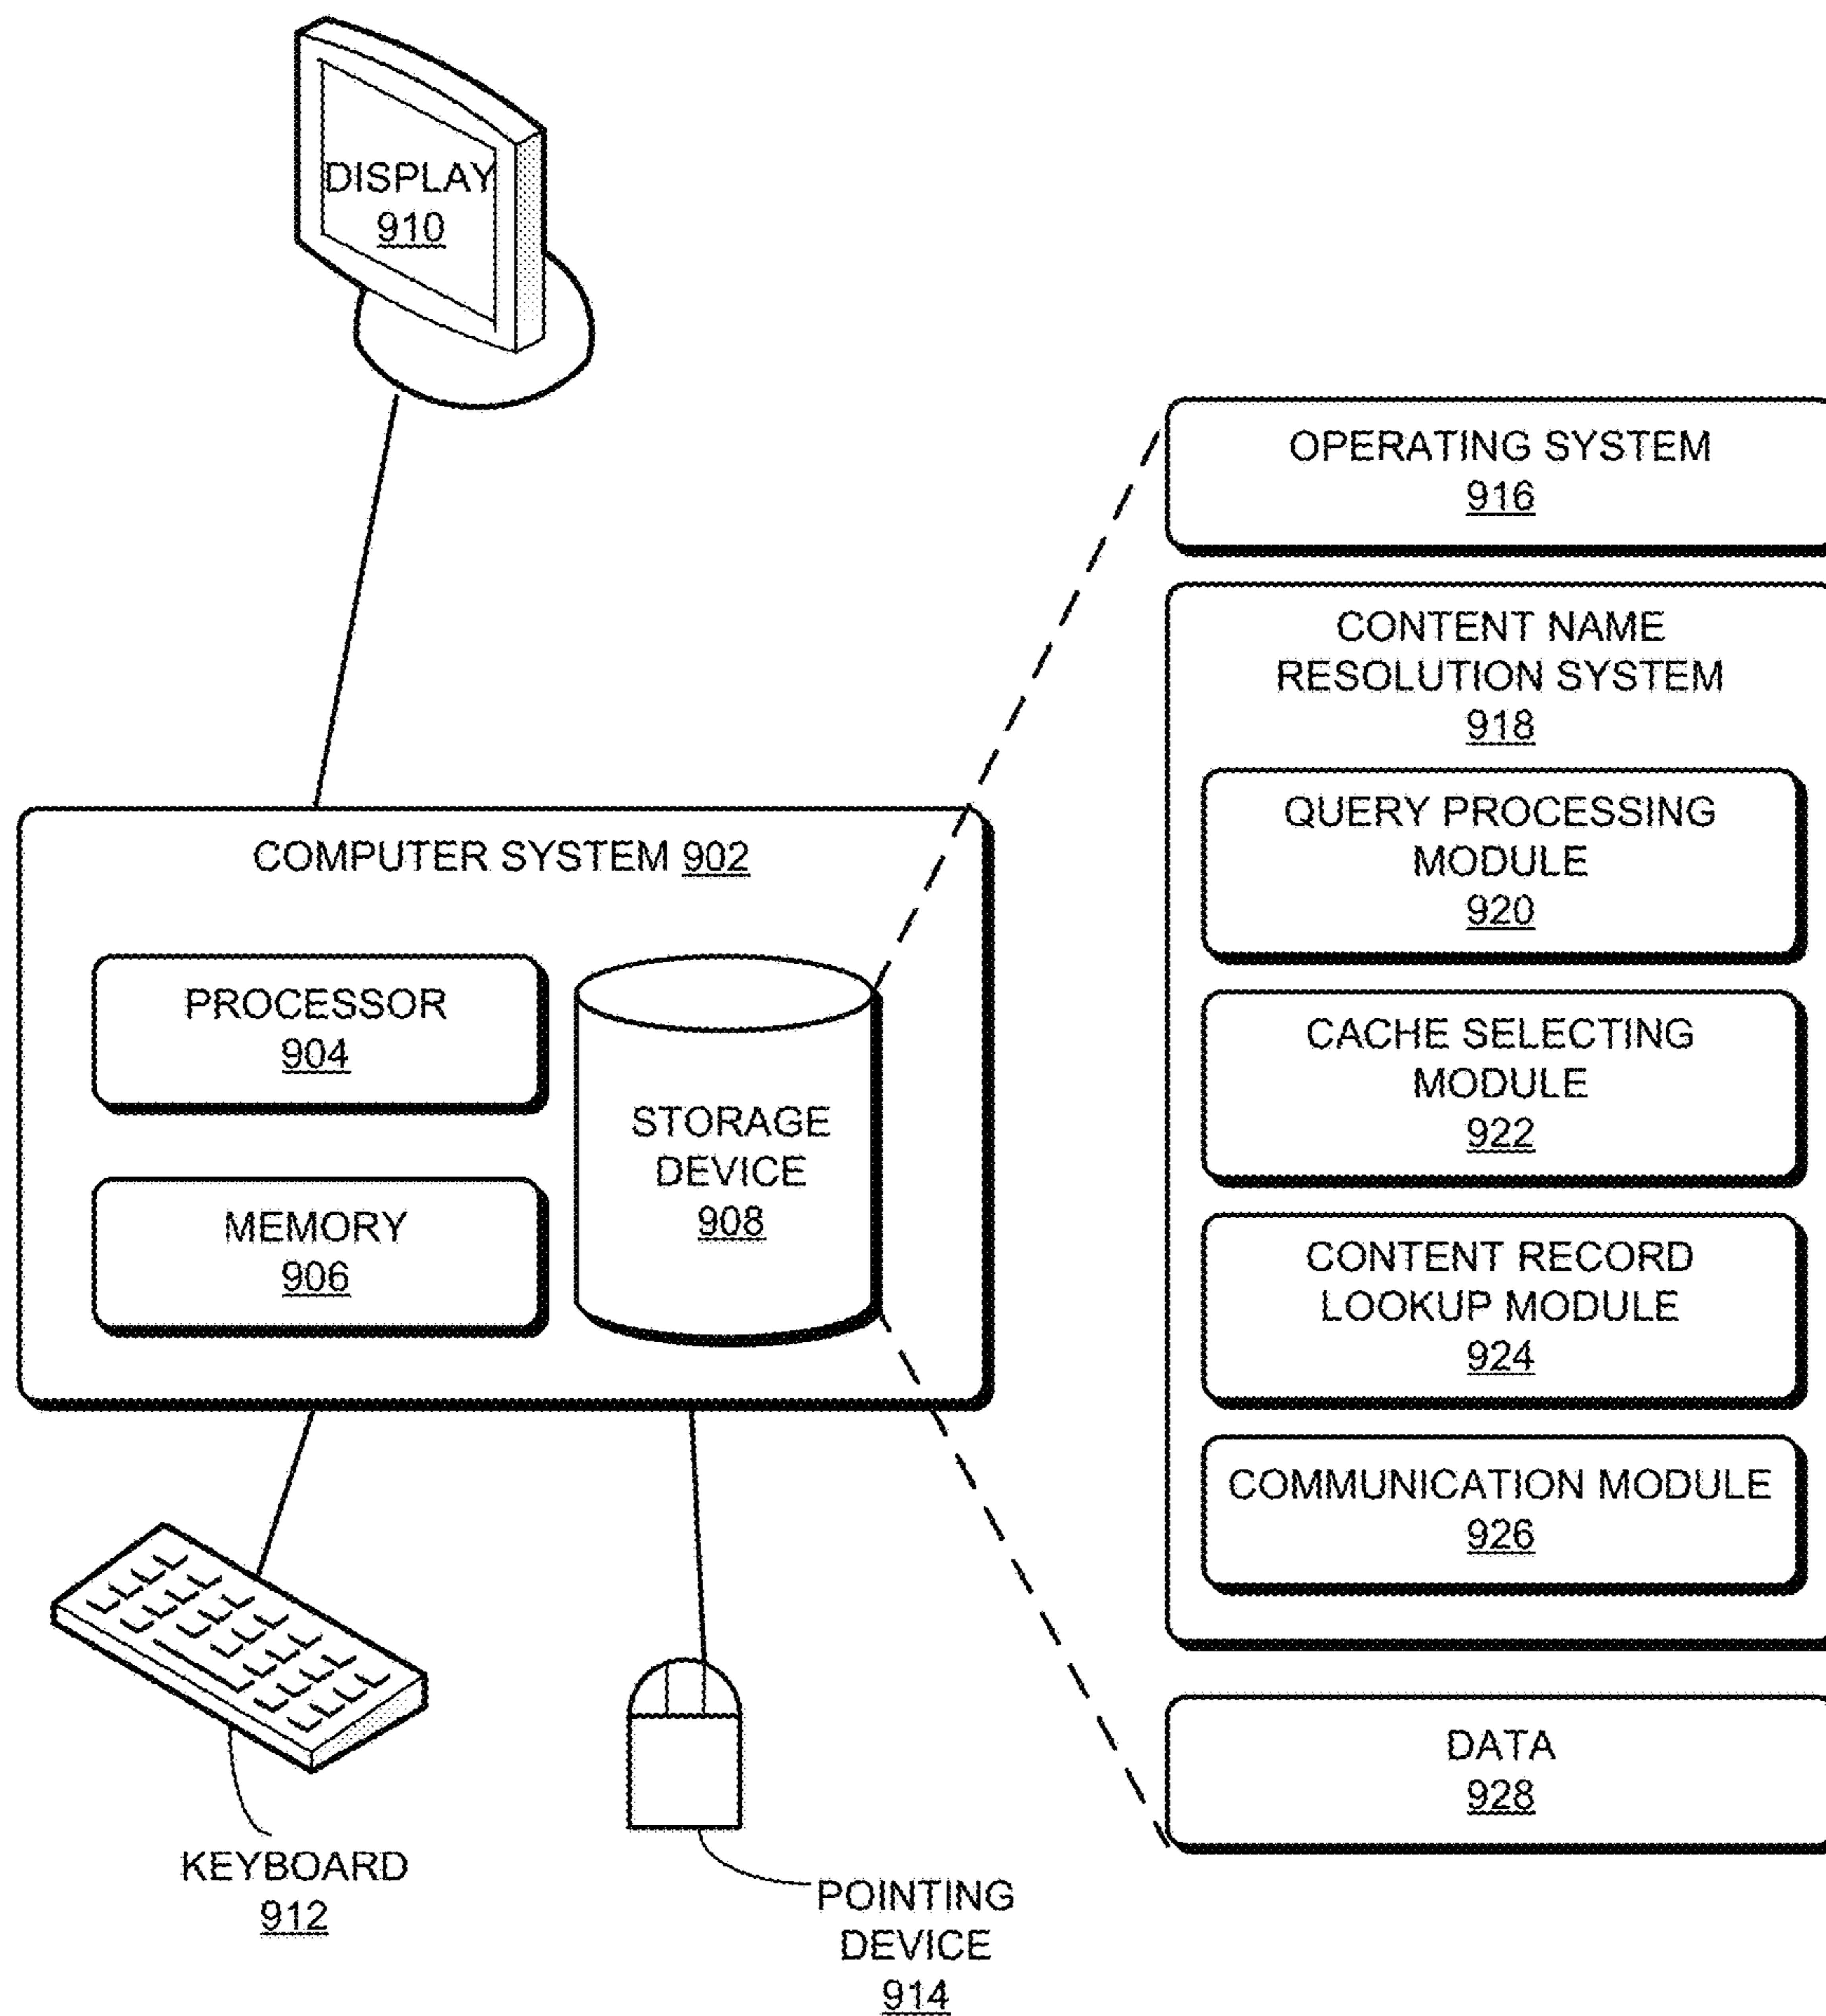 DISPLAY
910
OPERATING SYSTEM
916
CONTENT NAME
RESOLUTION SYSTEM
918
QUERY PROCESSING
MODULE
920
CACHE SELECTING
MODULE
922
CONTENT RECORD
LOOKUP MODULE
924
COMMUNICATION MODULE
926
DATA
928
COMPUTER SYSTEM 902
PROCESSOR
904
MEMORY
906
STORAGE
DEVICE
908
KEYBOARD
912
POINTING
DEVICE
914